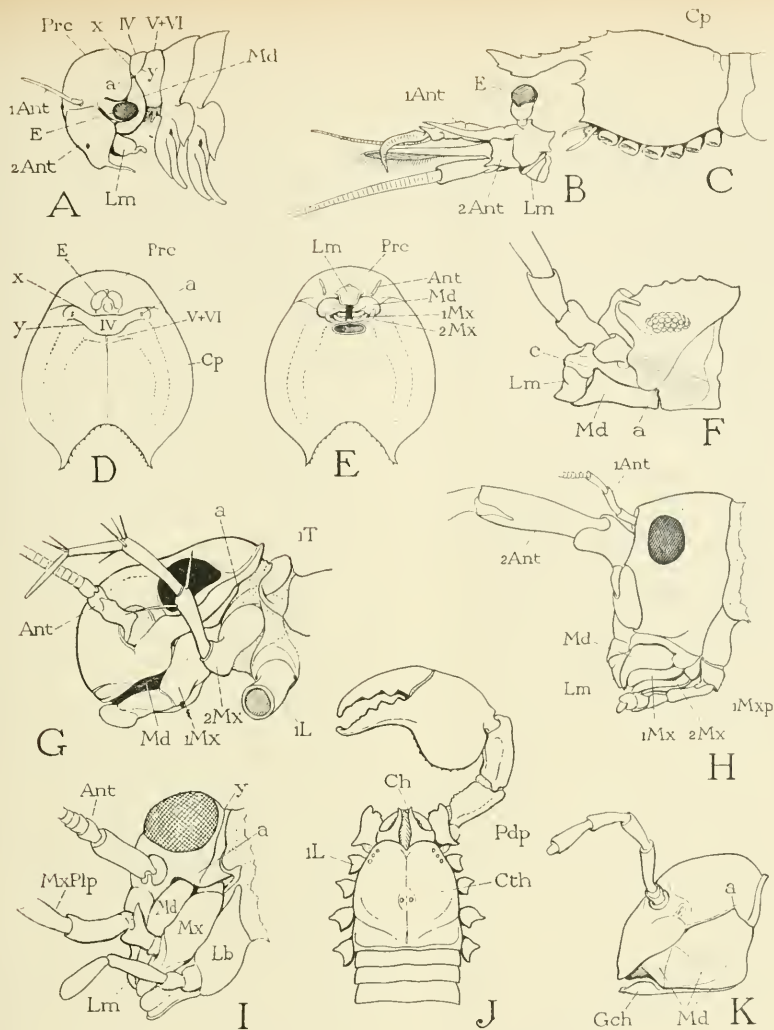 Prc x IV V+VI
a y Md
1Ant
E
2Ant
Lm
A
Cp
1Ant E
2Ant Lm
B
C
E Prc
x a
y IV V+VI
Cp
D
Lm Prc
Ant
Md
1Mx
2Mx
E
c
Lm
Md a
F
a 1T
Ant
Md 1Mx 2Mx 1L
G
1Ant
2Ant
Md
Lm
1Mx 2Mx 1Mxp
H
Ant y
a
MxPlp
Md
Mx
Lb
Lm
I
Ch
Pdp
1L
Cth
J
a
Gch Md
K